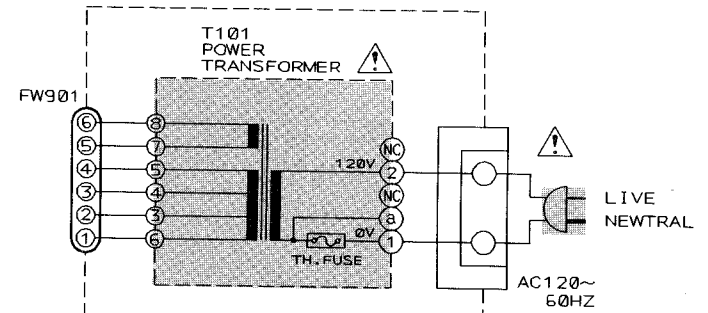 T101
POWER
TRANSFORMER
FW901
6 8
5 7
4 5
3 4
2 3
1 6
NC
120V 2
NC
a
0V 1
TH.FUSE
LIVE
NEWTRAL
AC120~
60HZ